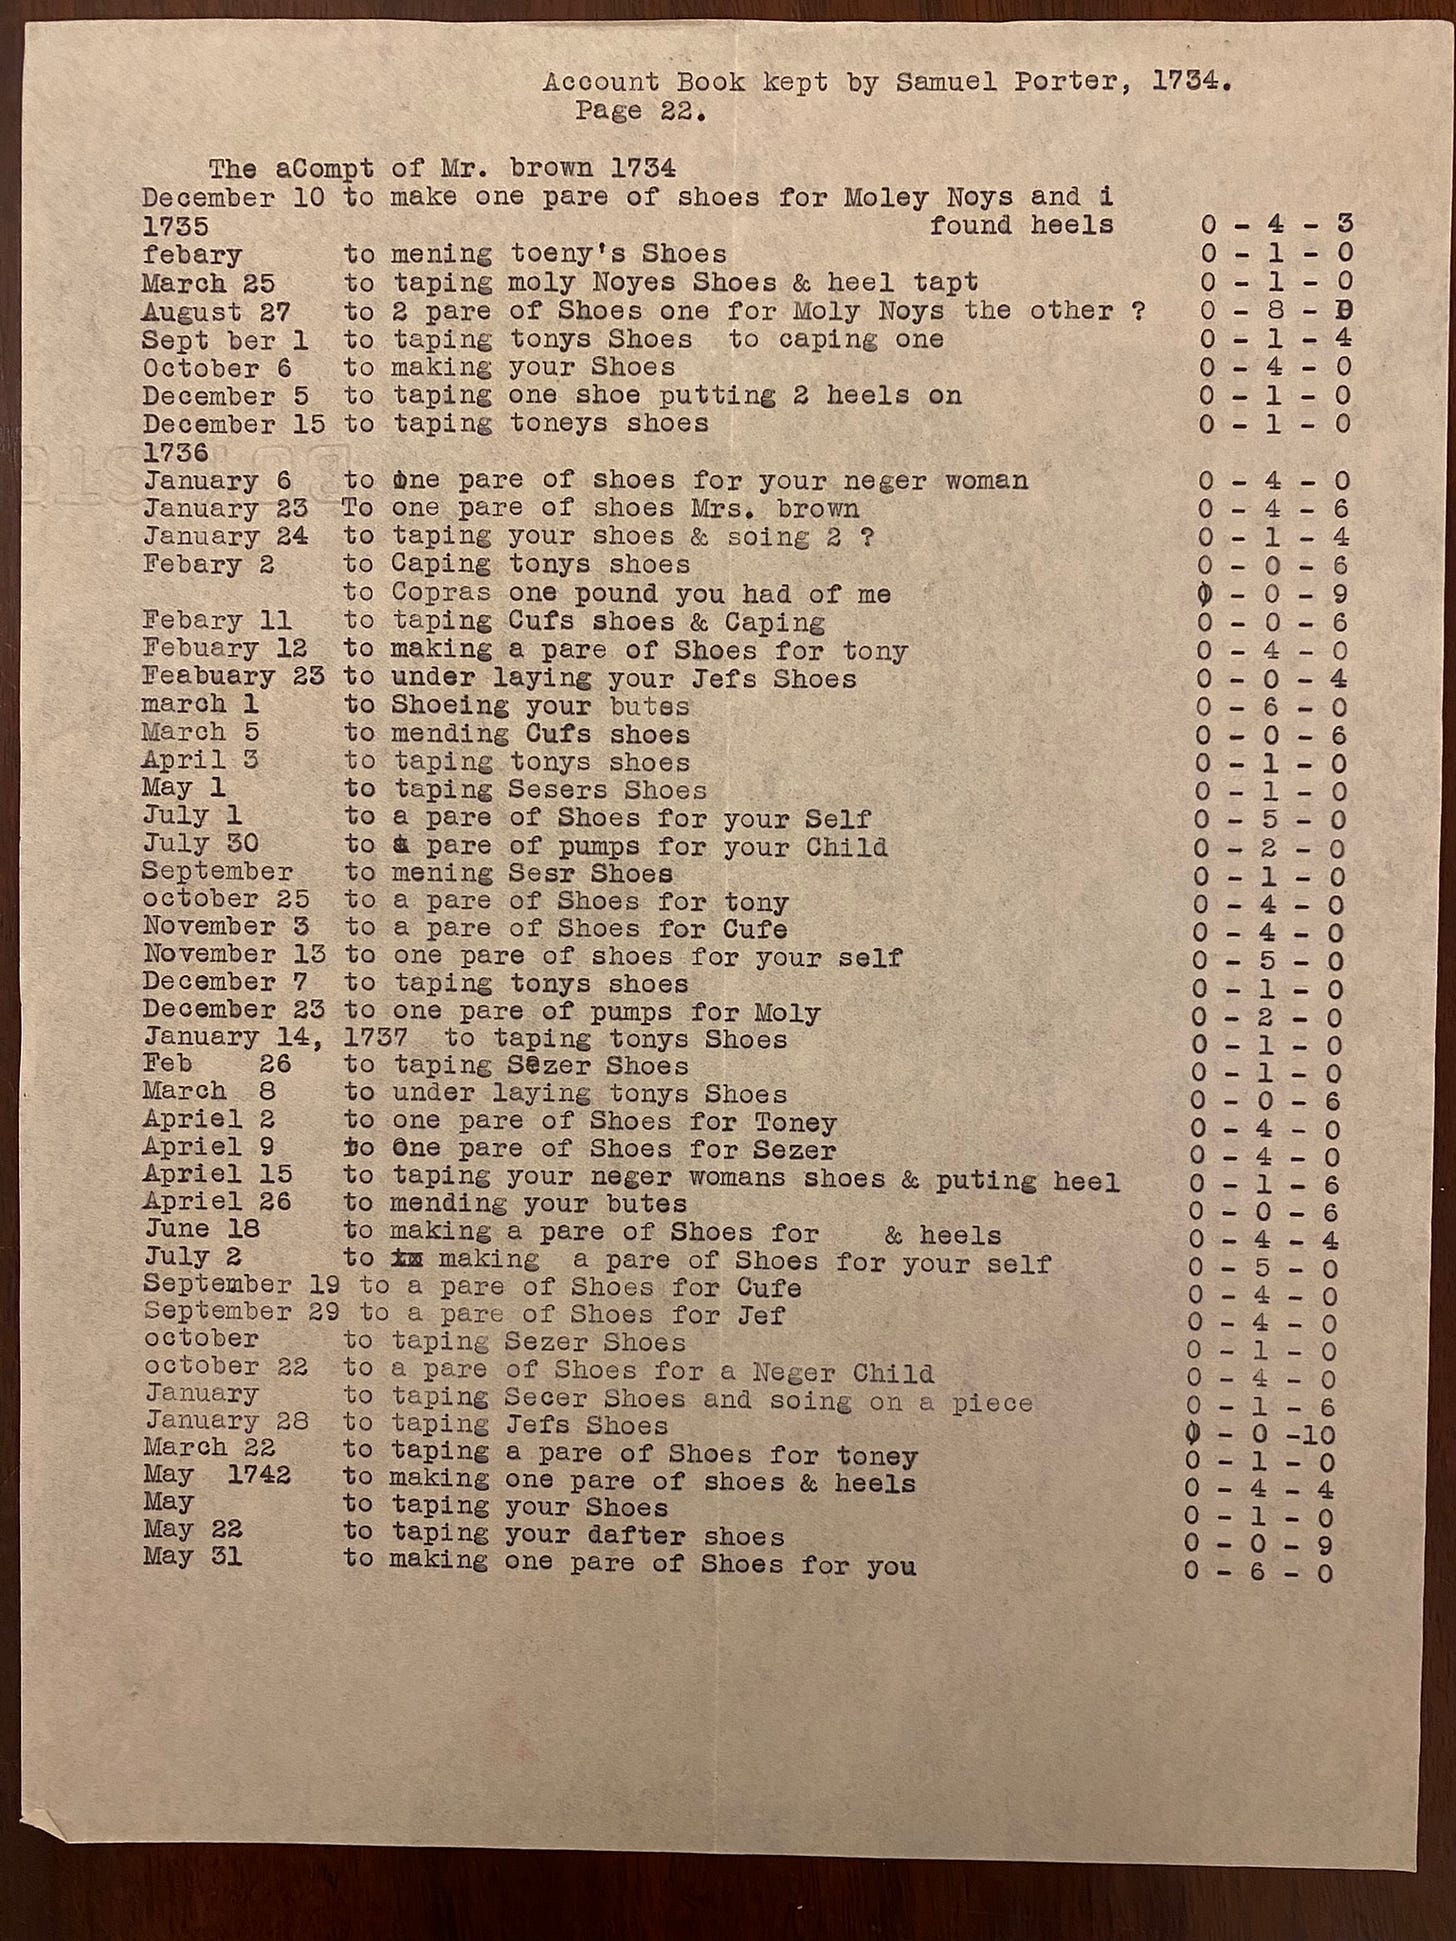 Account Book kept by Samuel Porter, 1734.
Page 22.
The aCompt of Mr. brown 1734
December 10 to make one pare of shoes for Moley Noys and i
1735 found heels 0 - 4 - 3
febary to mening toeny's Shoes 0 - 1 - 0
March 25 to taping moly Noyes Shoes & heel tapt 0 - 1 - 0
August 27 to 2 pare of Shoes one for Moly Noys the other ? 0 - 8 - 0
Sept ber 1 to taping tonys Shoes to caping one 0 - 1 - 4
October 6 to making your Shoes 0 - 4 - 0
December 5 to taping one shoe putting 2 heels on 0 - 1 - 0
December 15 to taping toneys shoes 0 - 1 - 0
1736
January 6 to one pare of shoes for your neger woman 0 - 4 - 0
January 23 To one pare of shoes Mrs. brown 0 - 4 - 6
January 24 to taping your shoes & soing 2 ? 0 - 1 - 4
Febary 2 to Caping tonys shoes 0 - 0 - 6
to Copras one pound you had of me 0 - 0 - 9
Febary 11 to taping Cufs shoes & Caping 0 - 0 - 6
Febuary 12 to making a pare of Shoes for tony 0 - 4 - 0
Feabuary 23 to under laying your Jefs Shoes 0 - 0 - 4
march 1 to Shoeing your butes 0 - 6 - 0
March 5 to mending Cufs shoes 0 - 0 - 6
April 3 to taping tonys shoes 0 - 1 - 0
May 1 to taping Sesers Shoes 0 - 1 - 0
July 1 to a pare of Shoes for your Self 0 - 5 - 0
July 30 to a pare of pumps for your Child 0 - 2 - 0
September to mening Sesr Shoes 0 - 1 - 0
october 25 to a pare of Shoes for tony 0 - 4 - 0
November 3 to a pare of Shoes for Cufe 0 - 4 - 0
November 13 to one pare of shoes for your self 0 - 5 - 0
December 7 to taping tonys shoes 0 - 1 - 0
December 23 to one pare of pumps for Moly 0 - 2 - 0
January 14, 1737 to taping tonys Shoes 0 - 1 - 0
Feb 26 to taping Sezer Shoes 0 - 1 - 0
March 8 to under laying tonys Shoes 0 - 0 - 6
Apriel 2 to one pare of Shoes for Toney 0 - 4 - 0
Apriel 9 to One pare of Shoes for Sezer 0 - 4 - 0
Apriel 15 to taping your neger womans shoes & puting heel 0 - 1 - 6
Apriel 26 to mending your butes 0 - 0 - 6
June 18 to making a pare of Shoes for & heels 0 - 4 - 4
July 2 to making a pare of Shoes for your self 0 - 5 - 0
September 19 to a pare of Shoes for Cufe 0 - 4 - 0
September 29 to a pare of Shoes for Jef 0 - 4 - 0
october to taping Sezer Shoes 0 - 1 - 0
october 22 to a pare of Shoes for a Neger Child 0 - 4 - 0
January to taping Secer Shoes and soing on a piece 0 - 1 - 6
January 28 to taping Jefs Shoes 0 - 0 -10
March 22 to taping a pare of Shoes for toney 0 - 1 - 0
May 1742 to making one pare of shoes & heels 0 - 4 - 4
May to taping your Shoes 0 - 1 - 0
May 22 to taping your dafter shoes 0 - 0 - 9
May 31 to making one pare of Shoes for you 0 - 6 - 0